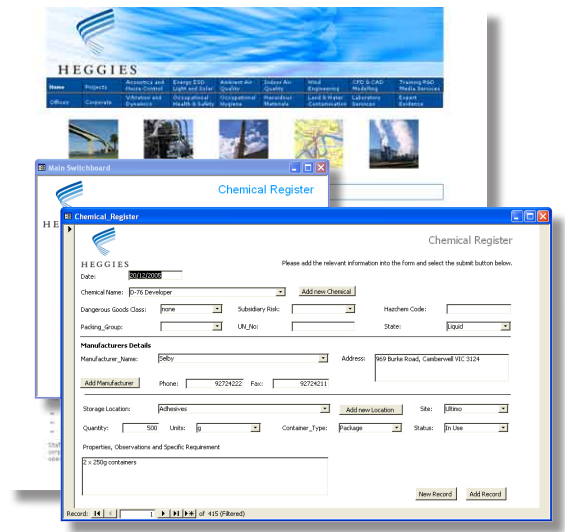 HEGGIES
Acoustics and Energy ESD Ambient Air Indoor Air Wind CFD & CAD Training R&D
Home Projects Noise Control Light and Solar Quality Quality Engineering Modelling Media Services
Vibration and Occupational Occupational Hazardous Land & Water Laboratory Expert
Offices Corporate Dynamics Health & Safety Hygiene Materials Contamination Services Evidence
Main Switchboard
Chemical Register
H E
Chemical_Register
Chemical Register
HEGGIES
Please add the relevant information into the form and select the submit button below.
Date: 20/12/2005
Chemical Name: D-76 Developer Add new Chemical
Dangerous Goods Class: none Subsidiary Risk: Hazchem Code:
Packing_Group: UN_No: State: Liquid
Manufacturers Details
Manufacturer_Name: Selby Address: 969 Burke Road, Camberwell VIC 3124
Add Manufacturer Phone: 92724222 Fax: 92724211
Storage Location: Adhesives Add new Location Site: Ultimo
Quantity: 500 Units: g Container_Type: Package Status: In Use
Properties, Observations and Specific Requirement
2 x 250g containers
New Record Add Record
Record: 1 of 415 (Filtered)